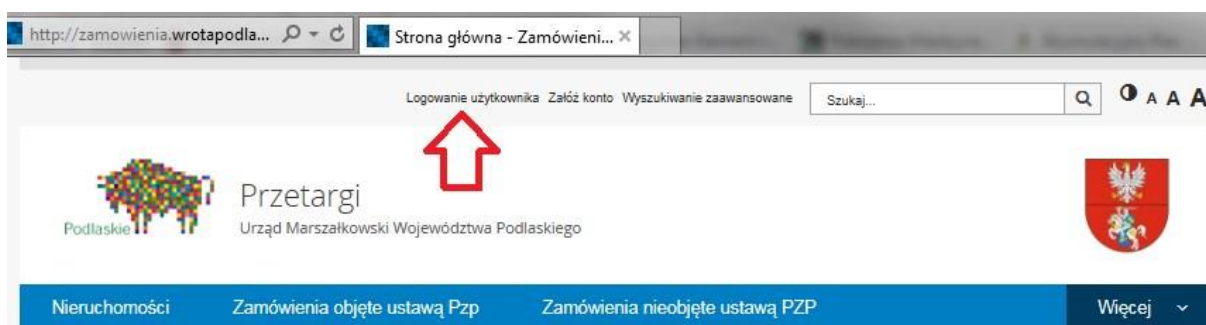 http://zamowienia.wrotapodla...
Strona główna - Zamówieni...
Logowanie użytkownika Załóż konto Wyszukiwanie zaawansowane
Szukaj...
A A A
Podlaskie
Przetargi
Urząd Marszałkowski Województwa Podlaskiego
Nieruchomości
Zamówienia objęte ustawą Pzp
Zamówienia nieobjęte ustawą PZP
Więcej